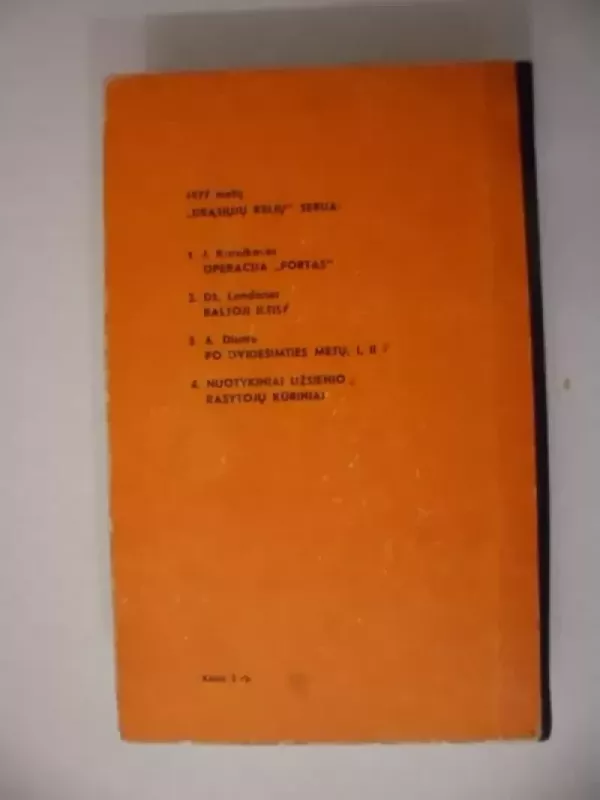 1977 metų
„DRĄSIŲJŲ KELIŲ“ SERIJA:
1. J.
OPERACIJA „FORTAS“
2. Dž. Londonas
BALTOJI ILTIS
3. A. Diuma
PO DVIDEŠIMTIES METŲ, I, II
4. NUOTYKINIAI UŽSIENIO
RAŠYTOJŲ KŪRINIAI
Kaina 2 rb